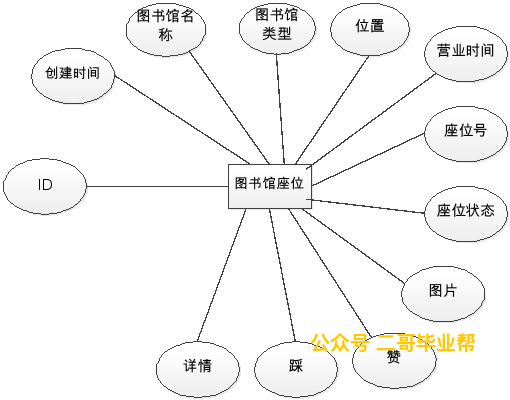 图书馆名
称
图书馆
类型
位置
营业时间
创建时间
座位号
ID
图书馆座位
座位状态
图片
公众号 二哥毕业帮
详情
踩
赞